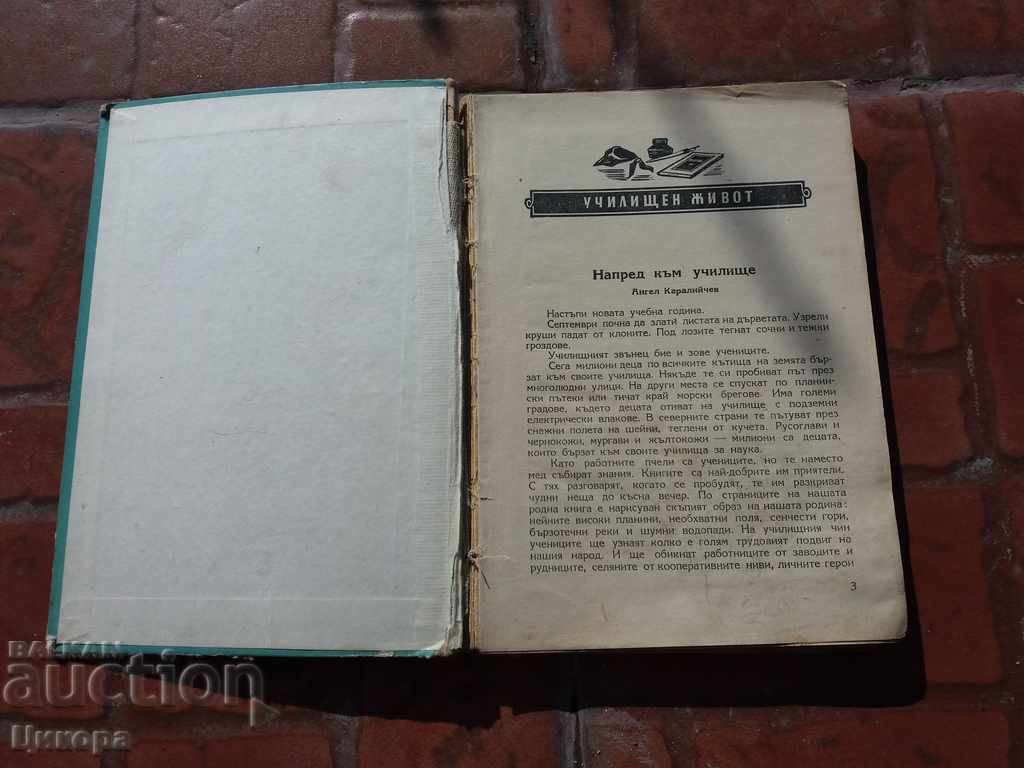 УЧИЛИЩЕН ЖИВОТ
Напред към училище
Ангел Каралийчев
Настъпи новата учебна година.
Септември почна да злати листата на дърветата. Узрели
круши падат от клоните. Под лозите тегнат сочни и тежки
гроздове.
Училищният звънец бие и зове учениците.
Сега милиони деца по всичките кътища на земята бър-
зат към своите училища. Някъде те си пробиват път през
многолюдни улици. На други места се спускат по планин-
ски пътеки или тичат край морски брегове. Има големи
градове, където децата отиват на училище с подземни
електрически влакове. В северните страни те пътуват през
снежни полета на шейни, теглени от кучета. Русоглави и
чернокожи, мургави и жълтокожи — милиони са децата,
които бързат към своите училища за наука.
Като работните пчели са учениците, но те наместо
мед събират знания. Книгите са най-добрите им приятели.
С тях разговарят, когато се пробудят, те им разкриват
чудни неща до късна вечер. По страниците на нашата
родна книга е нарисуван скъпият образ на нашата родина:
нейните високи планини, необхватни поля, сенчести гори,
бързотечни реки и шумни водопади. На училищния чин
учениците ще узнаят колко е голям трудовият подвиг на
нашия народ. И ще обикнат работниците от заводите и
рудниците, селяните от кооперативните ниви, личните герои
3
BALKAN
auction
Цккора